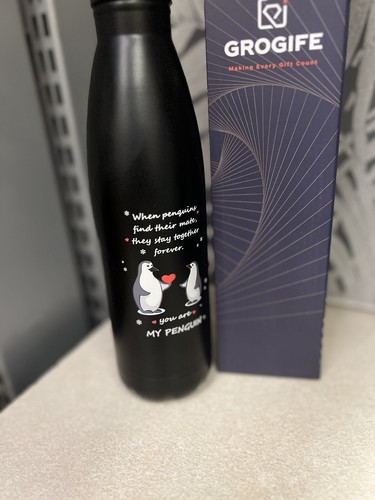 GROGIFE
Making Every Gift Count
When penguins
find their mate,
they stay together
forever.
you are
MY PENGUIN